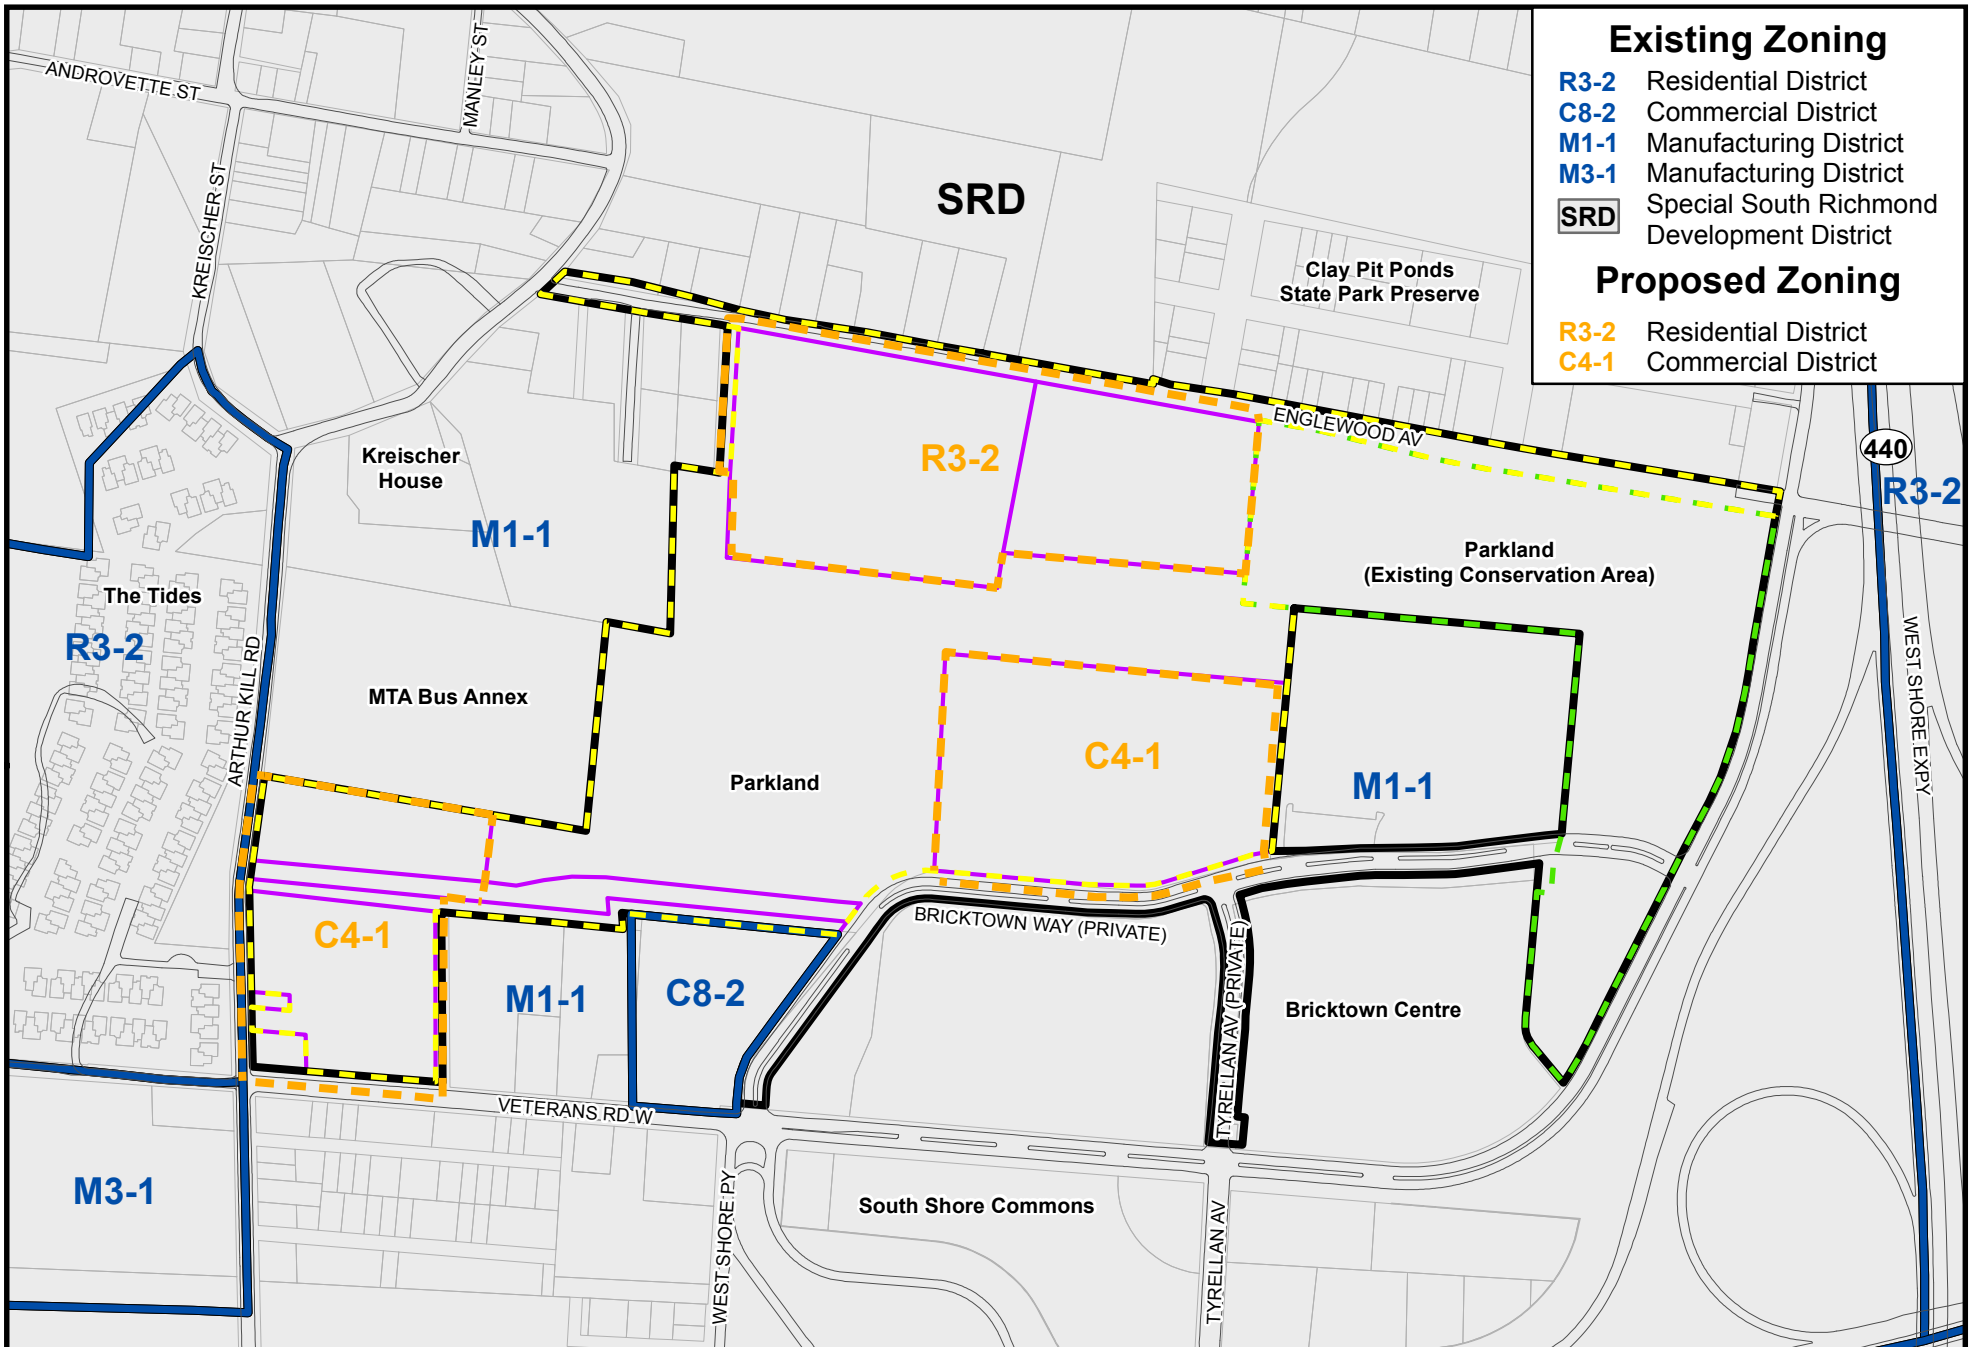 Existing Zoning
R3-2 Residential District
C8-2 Commercial District
M1-1 Manufacturing District
M3-1 Manufacturing District
SRD Special South Richmond
Development District
Proposed Zoning
R3-2 Residential District
C4-1 Commercial District
ANDROVETTE ST
MANLEY ST
KREISCHER ST
SRD
Clay Pit Ponds
State Park Preserve
ENGLEWOOD AV
440
R3-2
Kreischer
House
R3-2
M1-1
Parkland
(Existing Conservation Area)
The Tides
R3-2
ARTHUR KILL RD
MTA Bus Annex
WEST SHORE EXPY
Parkland
C4-1
M1-1
C4-1
BRICKTOWN WAY (PRIVATE)
M1-1
C8-2
TYRELLAN AV (PRIVATE)
Bricktown Centre
VETERANS RD W
M3-1
South Shore Commons
WEST SHORE PY
TYRELLAN AV